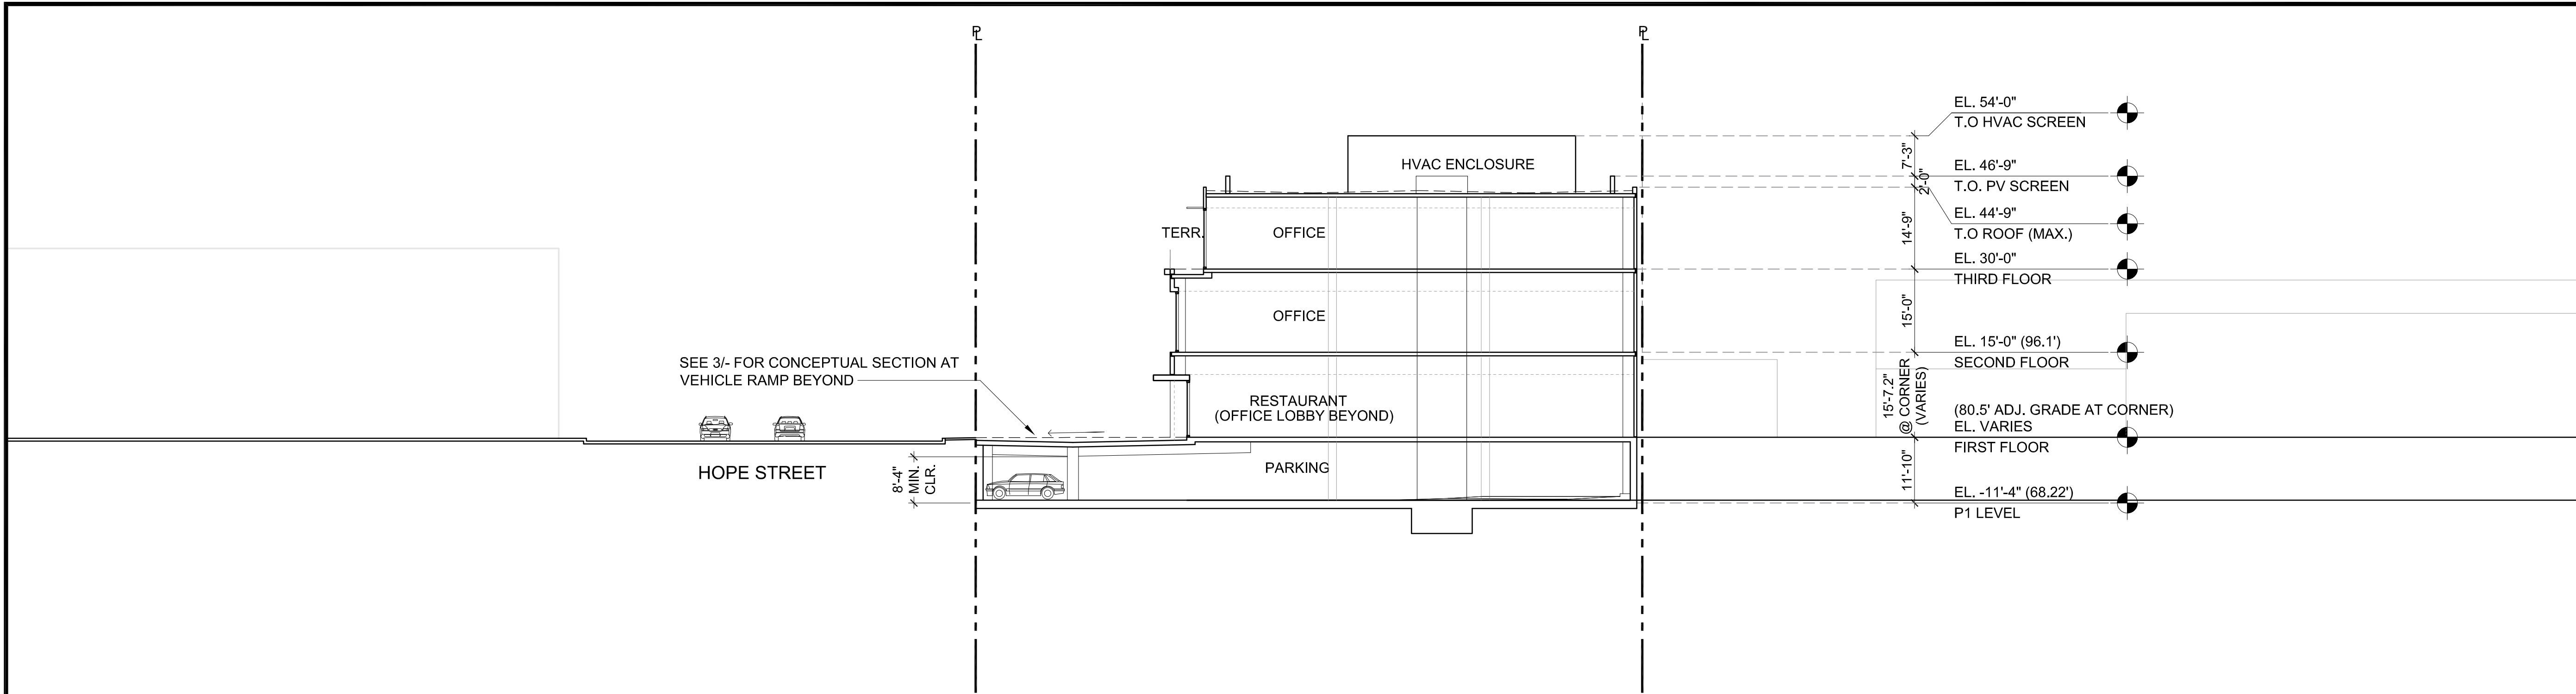 PL
PL
EL. 54'-0"
T.O HVAC SCREEN
HVAC ENCLOSURE
7'-3"
EL. 46'-9"
T.O. PV SCREEN
2'-0"
EL. 44'-9"
T.O ROOF (MAX.)
14'-9"
TERR.
OFFICE
EL. 30'-0"
THIRD FLOOR
OFFICE
15'-0"
EL. 15'-0" (96.1')
SECOND FLOOR
SEE 3/- FOR CONCEPTUAL SECTION AT
VEHICLE RAMP BEYOND
RESTAURANT
(OFFICE LOBBY BEYOND)
15'-7.2"
@ CORNER
(VARIES)
(80.5' ADJ. GRADE AT CORNER)
EL. VARIES
FIRST FLOOR
HOPE STREET
8'-4"
MIN.
CLR.
PARKING
11'-10"
EL. -11'-4" (68.22')
P1 LEVEL